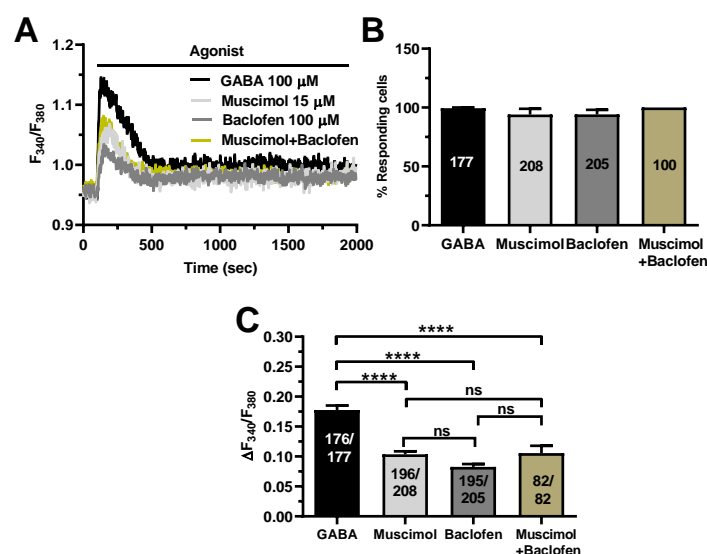 A
Agonist
GABA 100 μM
Muscimol 15 μM
Baclofen 100 μM
Muscimol+Baclofen
F340/F380
1.2
1.1
1.0
0.9
0
500
1000
1500
2000
Time (sec)
B
% Responding cells
150
100
50
0
177
208
205
100
GABA
Muscimol
Baclofen
Muscimol
+Baclofen
C
ΔF340/F380
0.30
0.25
0.20
0.15
0.10
0.05
0.00
****
****
****
ns
ns
ns
176/
177
196/
208
195/
205
82/
82
GABA
Muscimol
Baclofen
Muscimol
+Baclofen